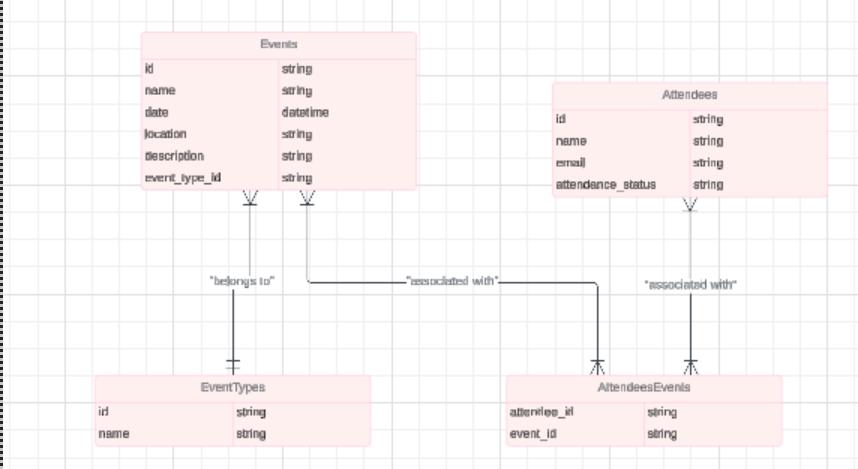 Events
id string
name string
date datetime
location string
description string
event_type_id string
Attendees
id string
name string
email string
attendance_status string
"belongs to"
"associated with"
"associated with"
EventTypes
id string
name string
AttendeesEvents
attendee_id string
event_id string